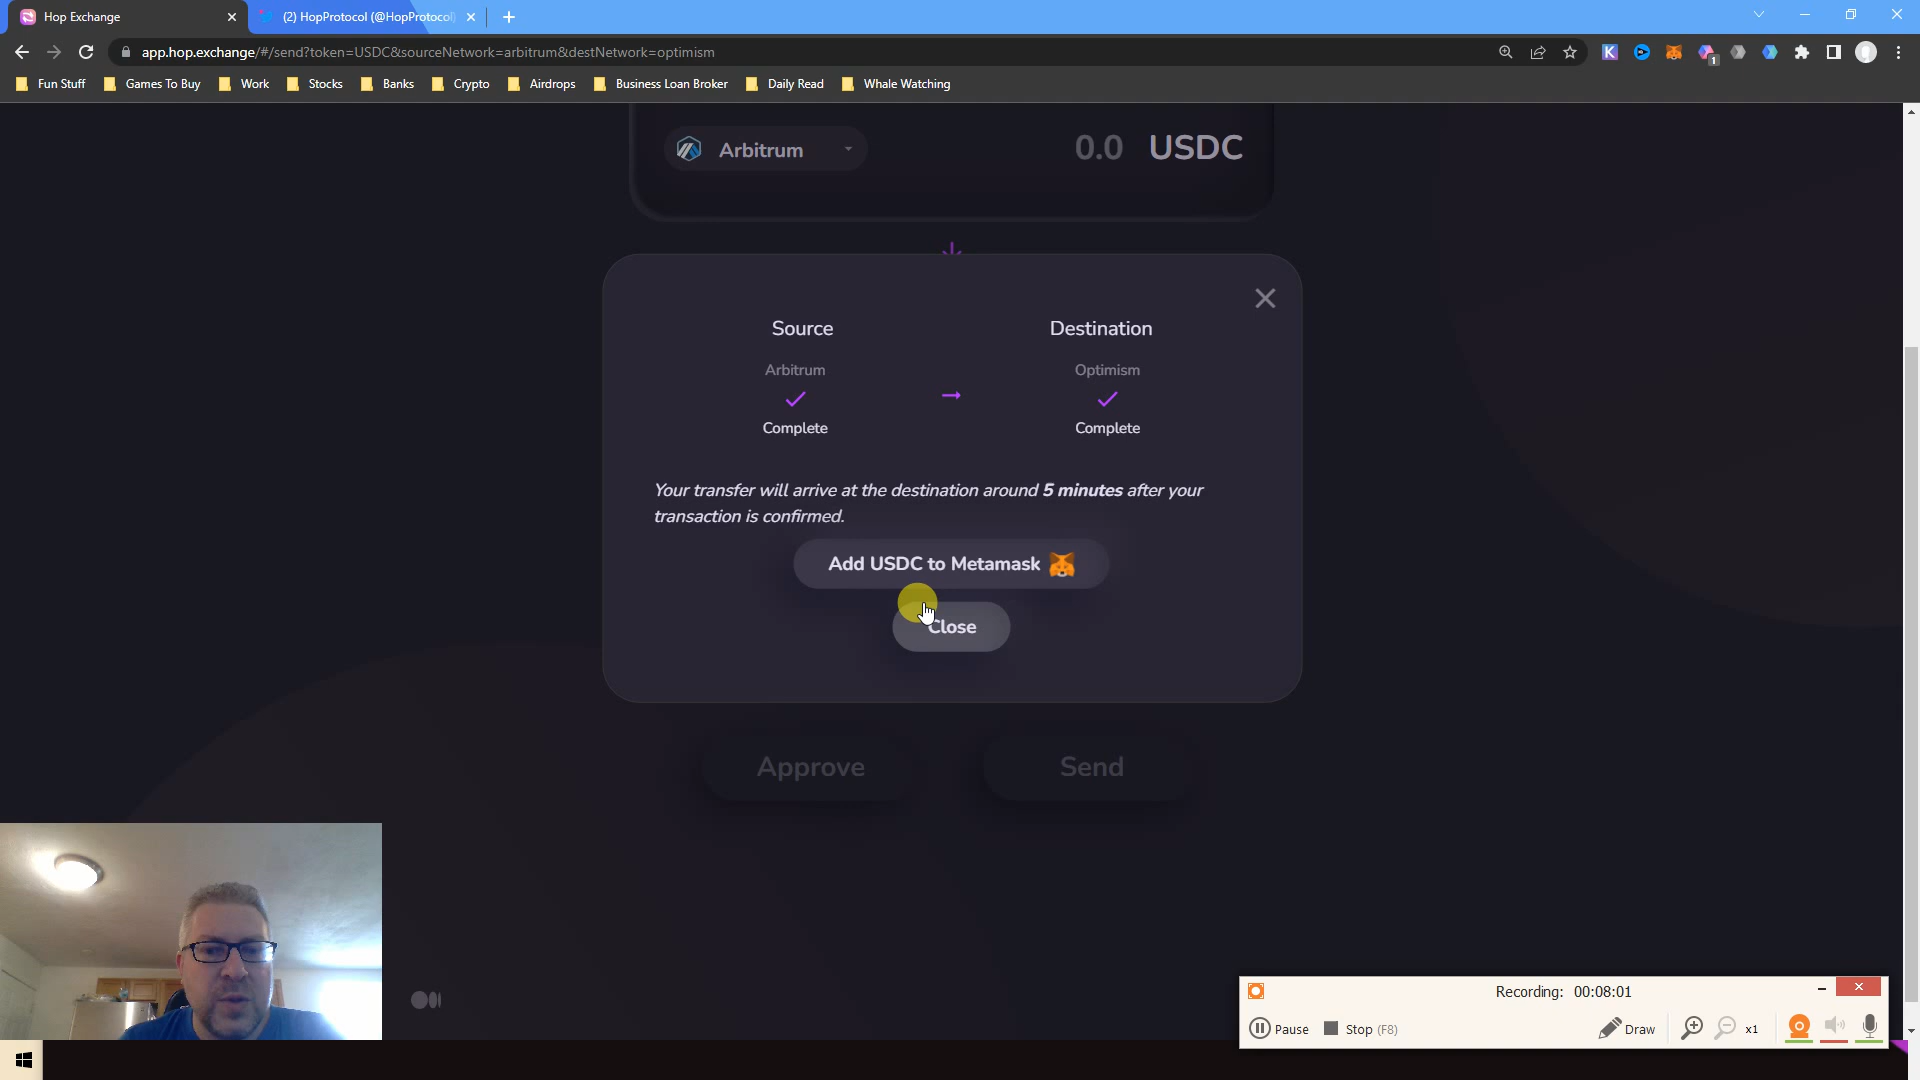 Hop Exchange
(2) HopProtocol (@HopProtocol)
app.hop.exchange/#/send?token=USDC&sourceNetwork=arbitrum&destNetwork=optimism
1
Fun Stuff
Games To Buy
Work
Stocks
Banks
Crypto
Airdrops
Business Loan Broker
Daily Read
Whale Watching
Arbitrum
0.0 USDC
Source
Destination
Arbitrum
Optimism
Complete
Complete
Your transfer will arrive at the destination around 5 minutes after your
transaction is confirmed.
Add USDC to Metamask
Close
Approve
Send
Recording: 00:08:01
Pause
Stop (F8)
Draw
x1